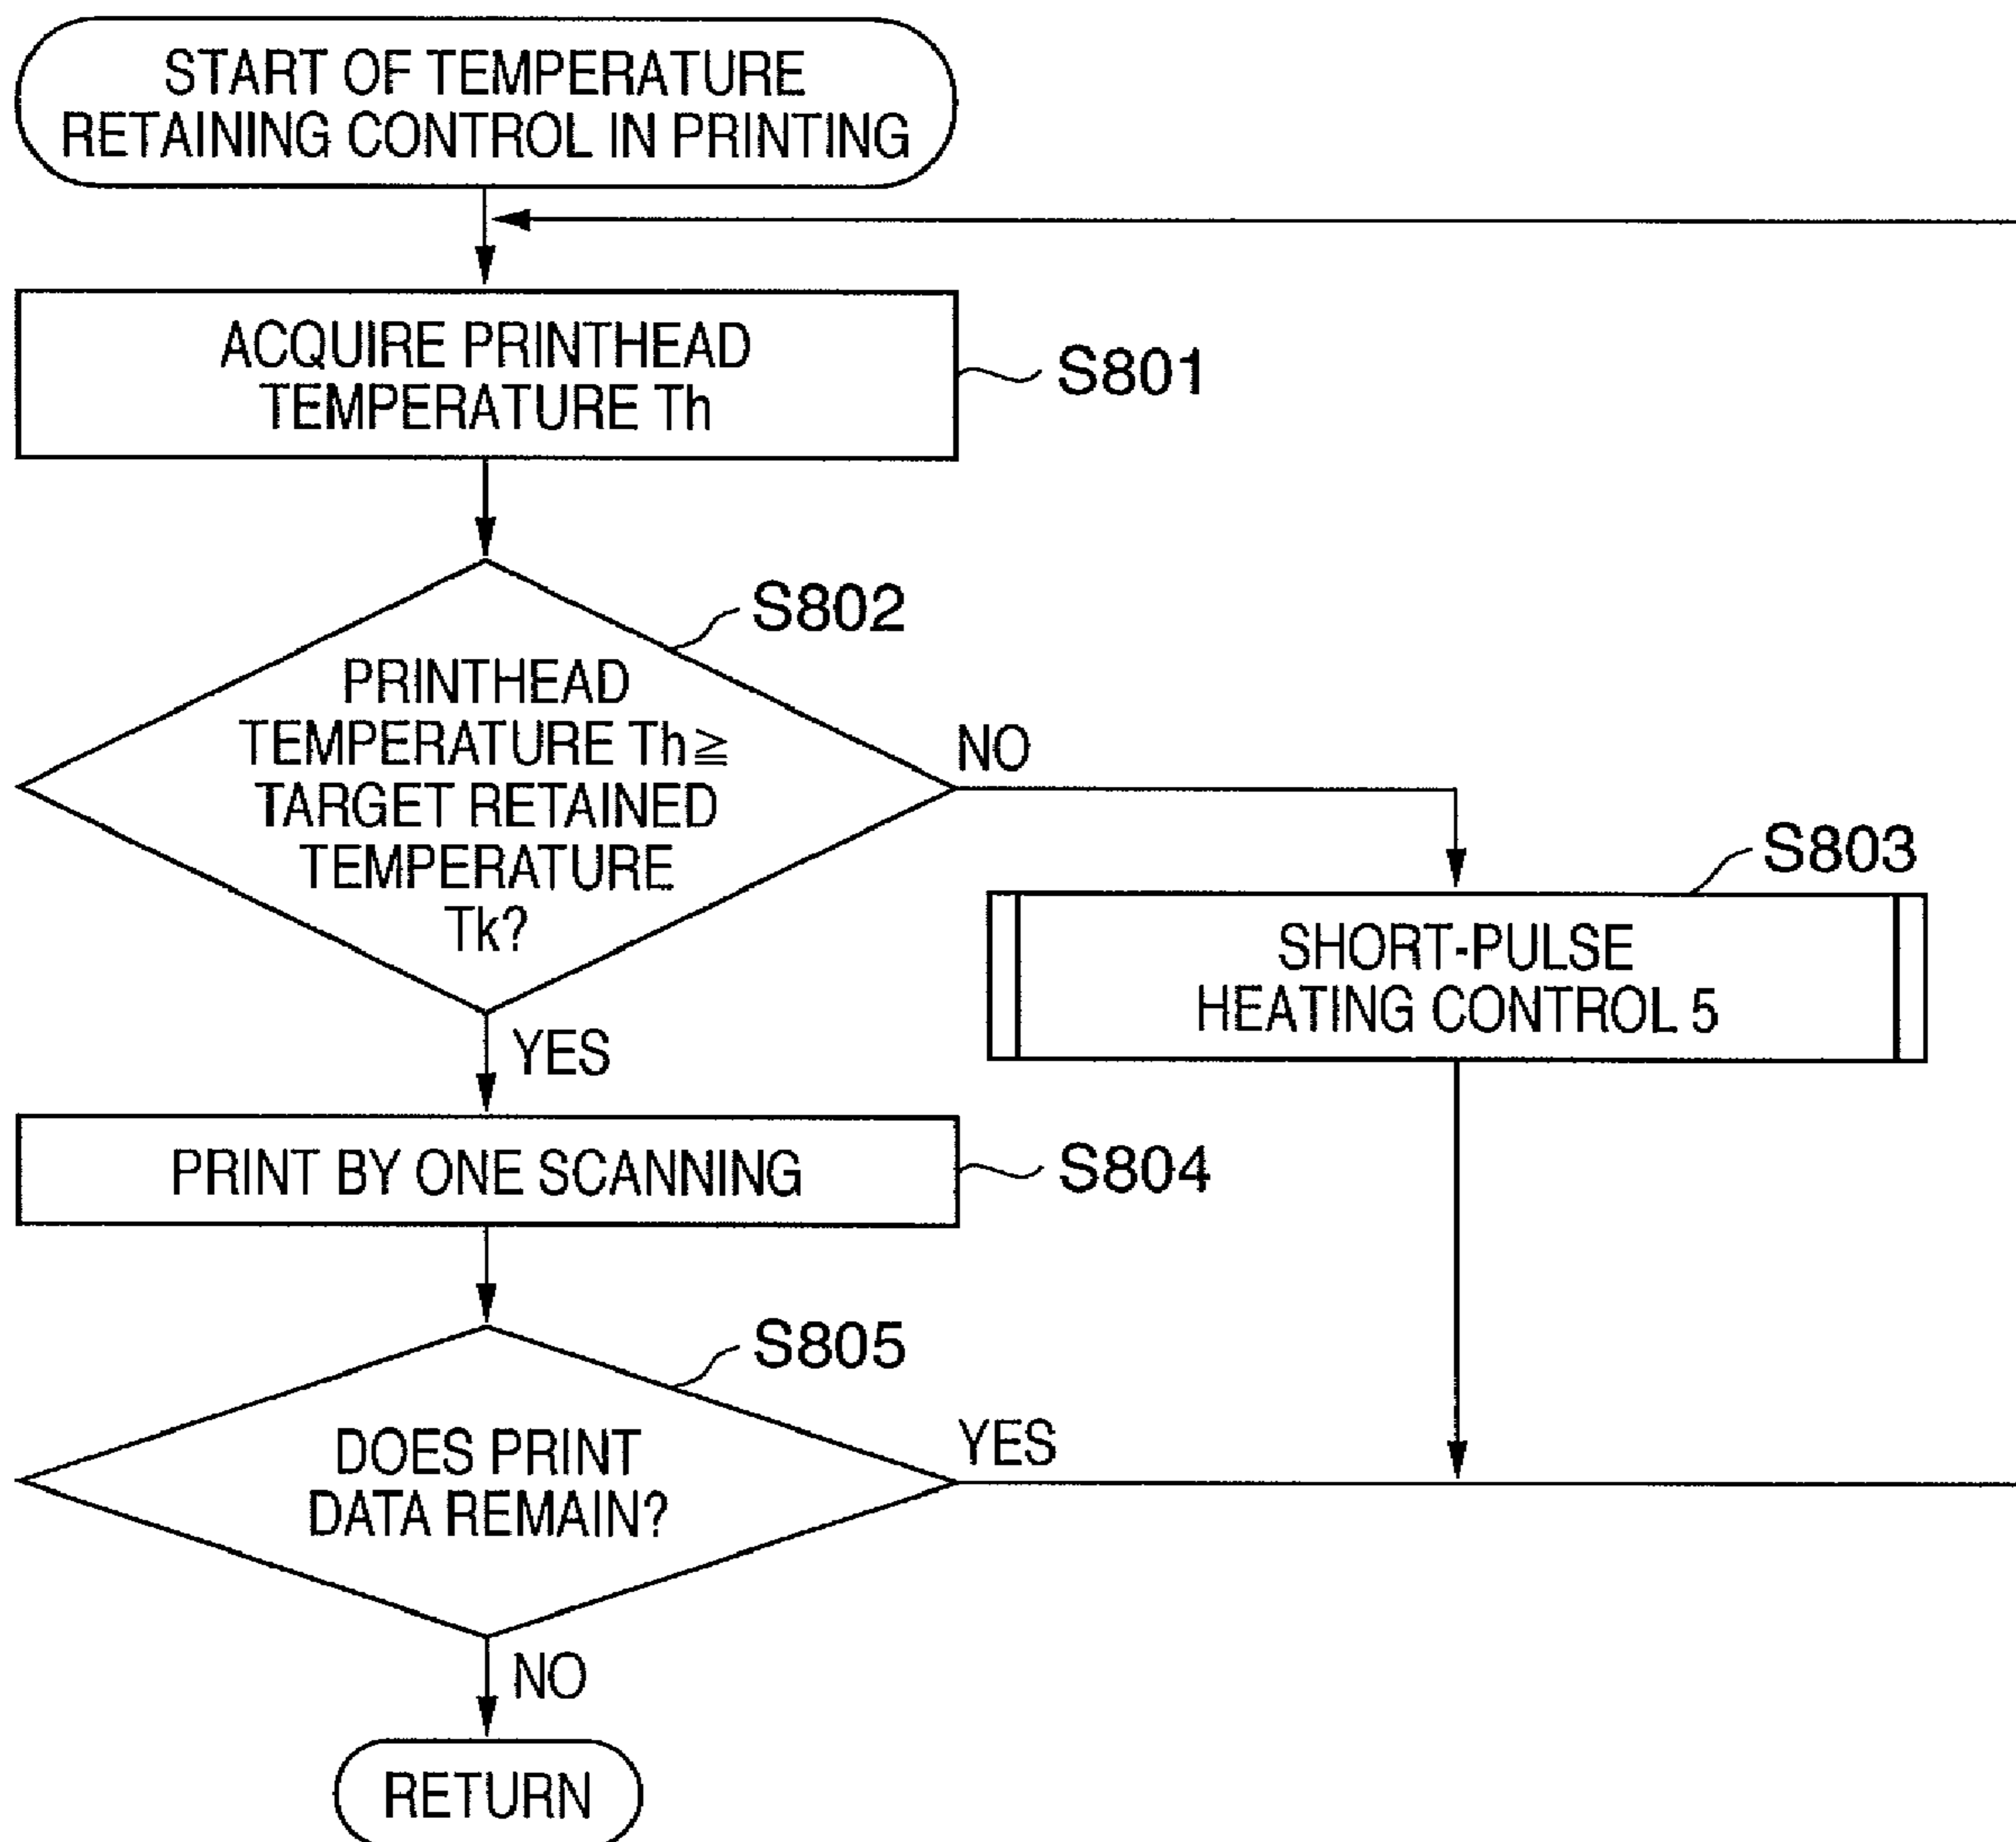 START OF TEMPERATURE
RETAINING CONTROL IN PRINTING
ACQUIRE PRINTHEAD
TEMPERATURE Th
S801
S802
PRINTHEAD
TEMPERATURE Th≧
TARGET RETAINED
TEMPERATURE
Tk?
NO
S803
SHORT-PULSE
HEATING CONTROL 5
YES
PRINT BY ONE SCANNING
S804
S805
DOES PRINT
DATA REMAIN?
YES
NO
RETURN